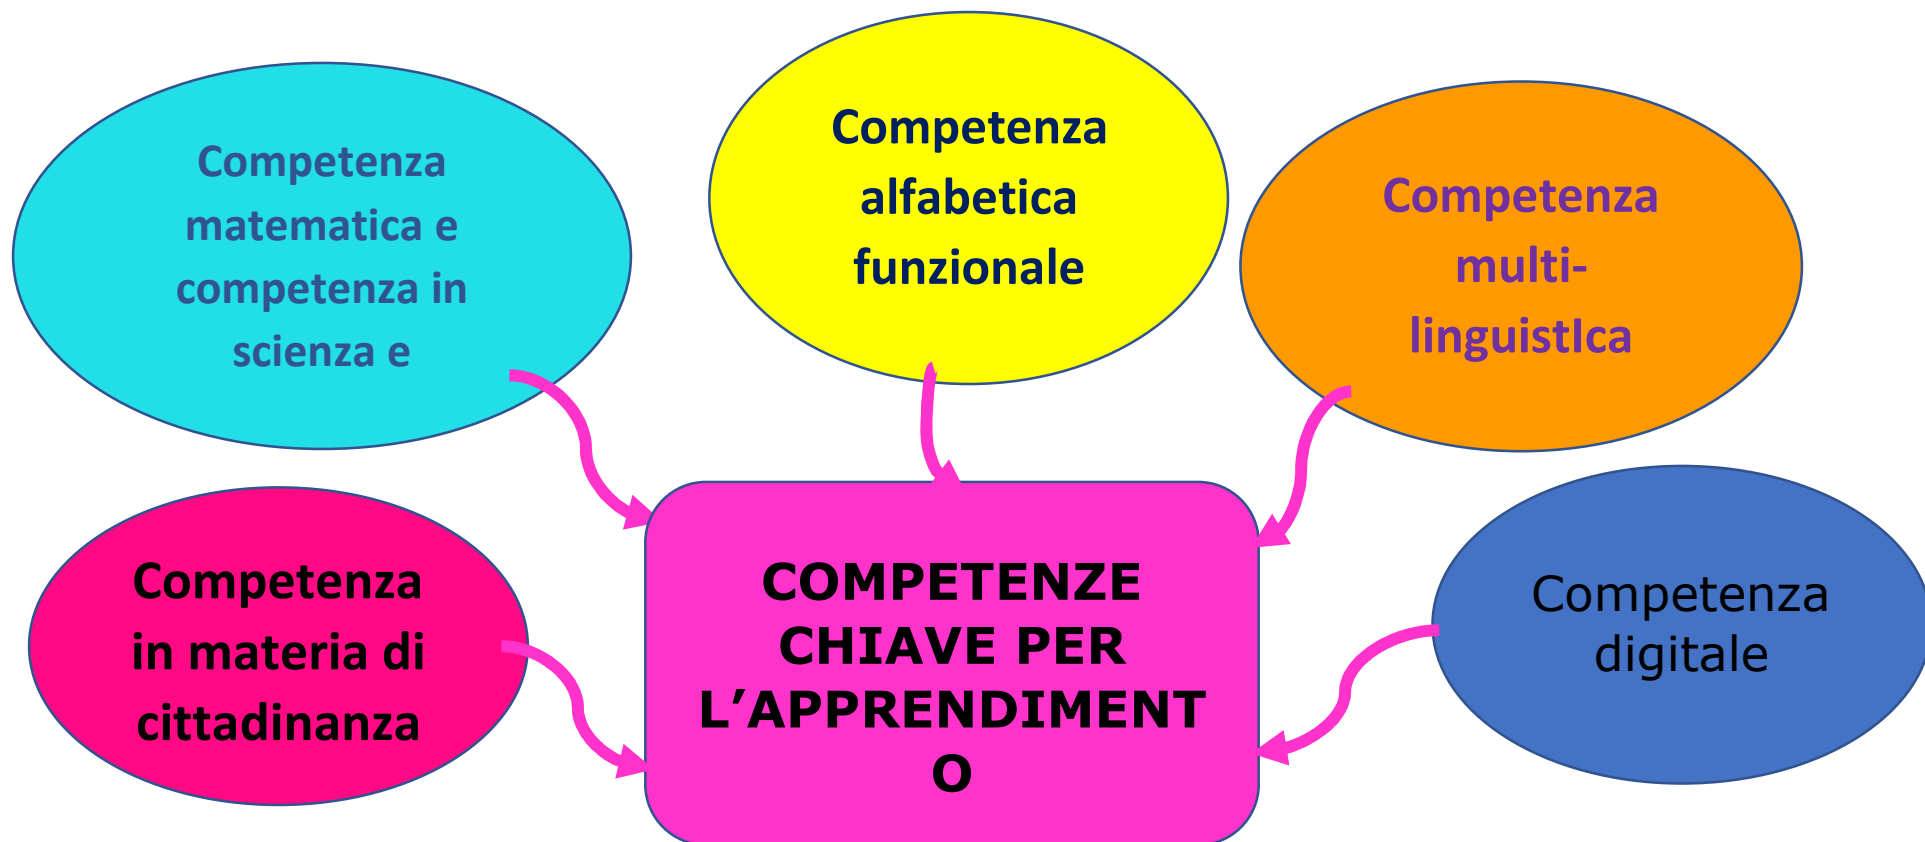 Competenza
matematica e
competenza in
scienza e
Competenza
alfabetica
funzionale
Competenza
multi-
linguistIca
Competenza
in materia di
cittadinanza
COMPETENZE
CHIAVE PER
L’APPRENDIMENT
O
Competenza
digitale